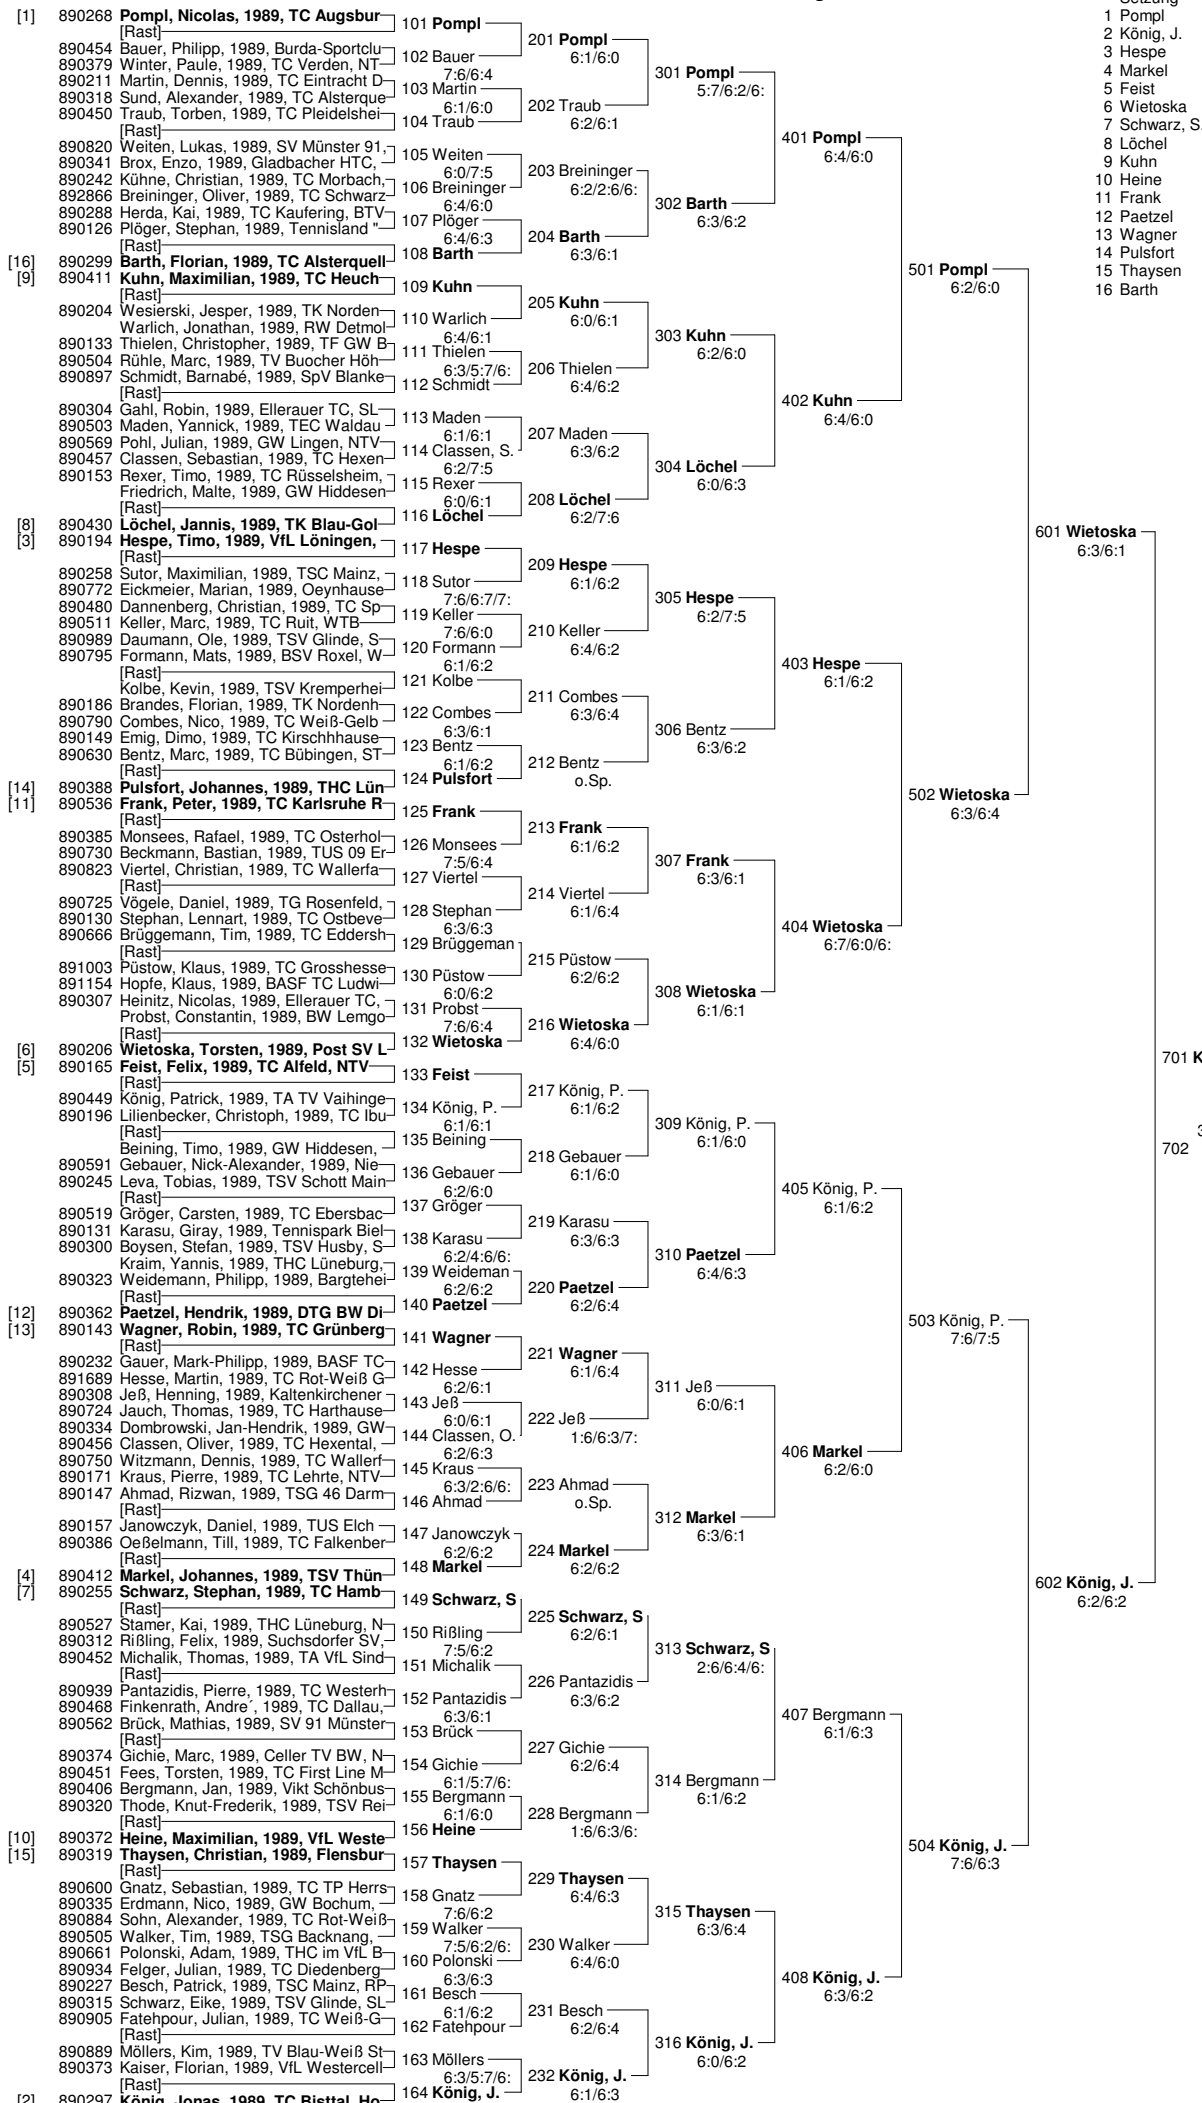 Setzung
1 Pompl
2 König, J.
3 Hespe
4 Markel
5 Feist
6 Wietoska
7 Schwarz, S.
8 Löchel
9 Kuhn
10 Heine
11 Frank
12 Paetzel
13 Wagner
14 Pulsfort
15 Thaysen
16 Barth
[1] 890268 Pompl, Nicolas, 1989, TC Augsbur
[Rast]
890454 Bauer, Philipp, 1989, Burda-Sportclu
890379 Winter, Paule, 1989, TC Verden, NT
890211 Martin, Dennis, 1989, TC Eintracht D
890318 Sund, Alexander, 1989, TC Alsterque
890450 Traub, Torben, 1989, TC Pleidelshei
[Rast]
890820 Weiten, Lukas, 1989, SV Münster 91,
890341 Brox, Enzo, 1989, Gladbacher HTC,
890242 Kühne, Christian, 1989, TC Morbach,
892866 Breininger, Oliver, 1989, TC Schwarz
890288 Herda, Kai, 1989, TC Kaufering, BTV
890126 Plöger, Stephan, 1989, Tennisland "
[Rast]
[16] 890299 Barth, Florian, 1989, TC Alsterquell
[9] 890411 Kuhn, Maximilian, 1989, TC Heuch
[Rast]
890204 Wesierski, Jesper, 1989, TK Norden
Warlich, Jonathan, 1989, RW Detmol
890133 Thielen, Christopher, 1989, TF GW B
890504 Rühle, Marc, 1989, TV Buocher Höh
890897 Schmidt, Barnabé, 1989, SpV Blanke
[Rast]
890304 Gahl, Robin, 1989, Ellerauer TC, SL
890503 Maden, Yannick, 1989, TEC Waldau
890569 Pohl, Julian, 1989, GW Lingen, NTV
890457 Classen, Sebastian, 1989, TC Hexen
890153 Rexer, Timo, 1989, TC Rüsselsheim,
Friedrich, Malte, 1989, GW Hiddesen
[Rast]
[8] 890430 Löchel, Jannis, 1989, TK Blau-Gol
[3] 890194 Hespe, Timo, 1989, VfL Löningen,
[Rast]
890258 Sutor, Maximilian, 1989, TSC Mainz,
890772 Eickmeier, Marian, 1989, Oeynhause
890480 Dannenberg, Christian, 1989, TC Sp
890511 Keller, Marc, 1989, TC Ruit, WTB
890989 Daumann, Ole, 1989, TSV Glinde, S
890795 Formann, Mats, 1989, BSV Roxel, W
[Rast]
Kolbe, Kevin, 1989, TSV Kremperhei
890186 Brandes, Florian, 1989, TK Nordenh
890790 Combes, Nico, 1989, TC Weiß-Gelb
890149 Emig, Dimo, 1989, TC Kirschhhause
890630 Bentz, Marc, 1989, TC Bübingen, ST
[Rast]
[14] 890388 Pulsfort, Johannes, 1989, THC Lün
[11] 890536 Frank, Peter, 1989, TC Karlsruhe R
[Rast]
890385 Monsees, Rafael, 1989, TC Osterhol
890730 Beckmann, Bastian, 1989, TUS 09 Er
890823 Viertel, Christian, 1989, TC Wallerfa
[Rast]
890725 Vögele, Daniel, 1989, TG Rosenfeld,
890130 Stephan, Lennart, 1989, TC Ostbeve
890666 Brüggemann, Tim, 1989, TC Eddersh
[Rast]
891003 Püstow, Klaus, 1989, TC Grosshesse
891154 Hopfe, Klaus, 1989, BASF TC Ludwi
890307 Heinitz, Nicolas, 1989, Ellerauer TC,
Probst, Constantin, 1989, BW Lemgo
[Rast]
[6] 890206 Wietoska, Torsten, 1989, Post SV L
[5] 890165 Feist, Felix, 1989, TC Alfeld, NTV
[Rast]
890449 König, Patrick, 1989, TA TV Vaihinge
890196 Lilienbecker, Christoph, 1989, TC Ibu
[Rast]
Beining, Timo, 1989, GW Hiddesen,
890591 Gebauer, Nick-Alexander, 1989, Nie
890245 Leva, Tobias, 1989, TSV Schott Main
[Rast]
890519 Gröger, Carsten, 1989, TC Ebersbac
890131 Karasu, Giray, 1989, Tennispark Biel
890300 Boysen, Stefan, 1989, TSV Husby, S
Kraim, Yannis, 1989, THC Lüneburg,
890323 Weidemann, Philipp, 1989, Bargtehei
[Rast]
[12] 890362 Paetzel, Hendrik, 1989, DTG BW Di
[13] 890143 Wagner, Robin, 1989, TC Grünberg
[Rast]
890232 Gauer, Mark-Philipp, 1989, BASF TC
891689 Hesse, Martin, 1989, TC Rot-Weiß G
890308 Jeß, Henning, 1989, Kaltenkirchener
890724 Jauch, Thomas, 1989, TC Harthause
890334 Dombrowski, Jan-Hendrik, 1989, GW
890456 Classen, Oliver, 1989, TC Hexental,
890750 Witzmann, Dennis, 1989, TC Wallerf
890171 Kraus, Pierre, 1989, TC Lehrte, NTV
890147 Ahmad, Rizwan, 1989, TSG 46 Darm
[Rast]
890157 Janowczyk, Daniel, 1989, TUS Elch
890386 Oeßelmann, Till, 1989, TC Falkenber
[Rast]
[4] 890412 Markel, Johannes, 1989, TSV Thün
[7] 890255 Schwarz, Stephan, 1989, TC Hamb
[Rast]
890527 Stamer, Kai, 1989, THC Lüneburg, N
890312 Rißling, Felix, 1989, Suchsdorfer SV,
890452 Michalik, Thomas, 1989, TA VfL Sind
[Rast]
890939 Pantazidis, Pierre, 1989, TC Westerh
890468 Finkenrath, Andre´, 1989, TC Dallau,
890562 Brück, Mathias, 1989, SV 91 Münster
[Rast]
890374 Gichie, Marc, 1989, Celler TV BW, N
890451 Fees, Torsten, 1989, TC First Line M
890406 Bergmann, Jan, 1989, Vikt Schönbus
890320 Thode, Knut-Frederik, 1989, TSV Rei
[Rast]
[10] 890372 Heine, Maximilian, 1989, VfL Weste
[15] 890319 Thaysen, Christian, 1989, Flensbur
[Rast]
890600 Gnatz, Sebastian, 1989, TC TP Herrs
890335 Erdmann, Nico, 1989, GW Bochum,
890884 Sohn, Alexander, 1989, TC Rot-Weiß
890505 Walker, Tim, 1989, TSG Backnang,
890661 Polonski, Adam, 1989, THC im VfL B
890934 Felger, Julian, 1989, TC Diedenberg
890227 Besch, Patrick, 1989, TSC Mainz, RP
890315 Schwarz, Eike, 1989, TSV Glinde, SL
890905 Fatehpour, Julian, 1989, TC Weiß-G
[Rast]
890889 Möllers, Kim, 1989, TV Blau-Weiß St
890373 Kaiser, Florian, 1989, VfL Westercell
[Rast]
[2] 890297 König, Jonas, 1989, TC Bisttal, Ho
101 Pompl
102 Bauer
7:6/6:4
103 Martin
6:1/6:0
104 Traub
105 Weiten
6:0/7:5
106 Breininger
6:4/6:0
107 Plöger
6:4/6:3
108 Barth
109 Kuhn
110 Warlich
6:4/6:1
111 Thielen
6:3/5:7/6:
112 Schmidt
113 Maden
6:1/6:1
114 Classen, S.
6:2/7:5
115 Rexer
6:0/6:1
116 Löchel
117 Hespe
118 Sutor
7:6/6:7/7:
119 Keller
7:6/6:0
120 Formann
6:1/6:2
121 Kolbe
122 Combes
6:3/6:1
123 Bentz
6:1/6:2
124 Pulsfort
125 Frank
126 Monsees
7:5/6:4
127 Viertel
128 Stephan
6:3/6:3
129 Brüggeman
130 Püstow
6:0/6:2
131 Probst
7:6/6:4
132 Wietoska
133 Feist
134 König, P.
6:1/6:1
135 Beining
136 Gebauer
6:2/6:0
137 Gröger
138 Karasu
6:2/4:6/6:
139 Weideman
6:2/6:2
140 Paetzel
141 Wagner
142 Hesse
6:2/6:1
143 Jeß
6:0/6:1
144 Classen, O.
6:2/6:3
145 Kraus
6:3/2:6/6:
146 Ahmad
147 Janowczyk
6:2/6:2
148 Markel
149 Schwarz, S
150 Rißling
7:5/6:2
151 Michalik
152 Pantazidis
6:3/6:1
153 Brück
154 Gichie
6:1/5:7/6:
155 Bergmann
6:1/6:0
156 Heine
157 Thaysen
158 Gnatz
7:6/6:2
159 Walker
7:5/6:2/6:
160 Polonski
6:3/6:3
161 Besch
6:1/6:2
162 Fatehpour
163 Möllers
6:3/5:7/6:
164 König, J.
201 Pompl
6:1/6:0
202 Traub
6:2/6:1
203 Breininger
6:2/2:6/6:
204 Barth
6:3/6:1
205 Kuhn
6:0/6:1
206 Thielen
6:4/6:2
207 Maden
6:3/6:2
208 Löchel
6:2/7:6
209 Hespe
6:1/6:2
210 Keller
6:4/6:2
211 Combes
6:3/6:4
212 Bentz
o.Sp.
213 Frank
6:1/6:2
214 Viertel
6:1/6:4
215 Püstow
6:2/6:2
216 Wietoska
6:4/6:0
217 König, P.
6:1/6:2
218 Gebauer
6:1/6:0
219 Karasu
6:3/6:3
220 Paetzel
6:2/6:4
221 Wagner
6:1/6:4
222 Jeß
1:6/6:3/7:
223 Ahmad
o.Sp.
224 Markel
6:2/6:2
225 Schwarz, S
6:2/6:1
226 Pantazidis
6:3/6:2
227 Gichie
6:2/6:4
228 Bergmann
1:6/6:3/6:
229 Thaysen
6:4/6:3
230 Walker
6:4/6:0
231 Besch
6:2/6:4
232 König, J.
6:1/6:3
301 Pompl
5:7/6:2/6:
302 Barth
6:3/6:2
303 Kuhn
6:2/6:0
304 Löchel
6:0/6:3
305 Hespe
6:2/7:5
306 Bentz
6:3/6:2
307 Frank
6:3/6:1
308 Wietoska
6:1/6:1
309 König, P.
6:1/6:0
310 Paetzel
6:4/6:3
311 Jeß
6:0/6:1
312 Markel
6:3/6:1
313 Schwarz, S
2:6/6:4/6:
314 Bergmann
6:1/6:2
315 Thaysen
6:3/6:4
316 König, J.
6:0/6:2
401 Pompl
6:4/6:0
402 Kuhn
6:4/6:0
403 Hespe
6:1/6:2
404 Wietoska
6:7/6:0/6:
405 König, P.
6:1/6:2
406 Markel
6:2/6:0
407 Bergmann
6:1/6:3
408 König, J.
6:3/6:2
501 Pompl
6:2/6:0
502 Wietoska
6:3/6:4
503 König, P.
7:6/7:5
504 König, J.
7:6/6:3
601 Wietoska
6:3/6:1
602 König, J.
6:2/6:2
701 K
702